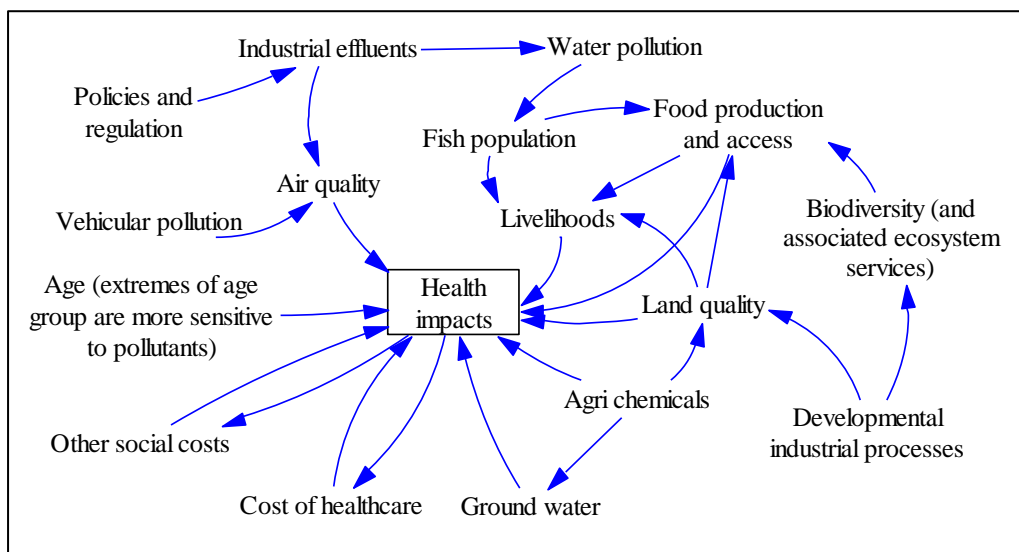 Industrial effluents
Water pollution
Policies and
regulation
Food production
and access
Fish population
Air quality
Vehicular pollution
Livelihoods
Biodiversity (and
associated ecosystem
services)
Age (extremes of age
group are more sensitive
to pollutants)
Health
impacts
Land quality
Agri chemicals
Developmental
industrial processes
Other social costs
Cost of healthcare
Ground water